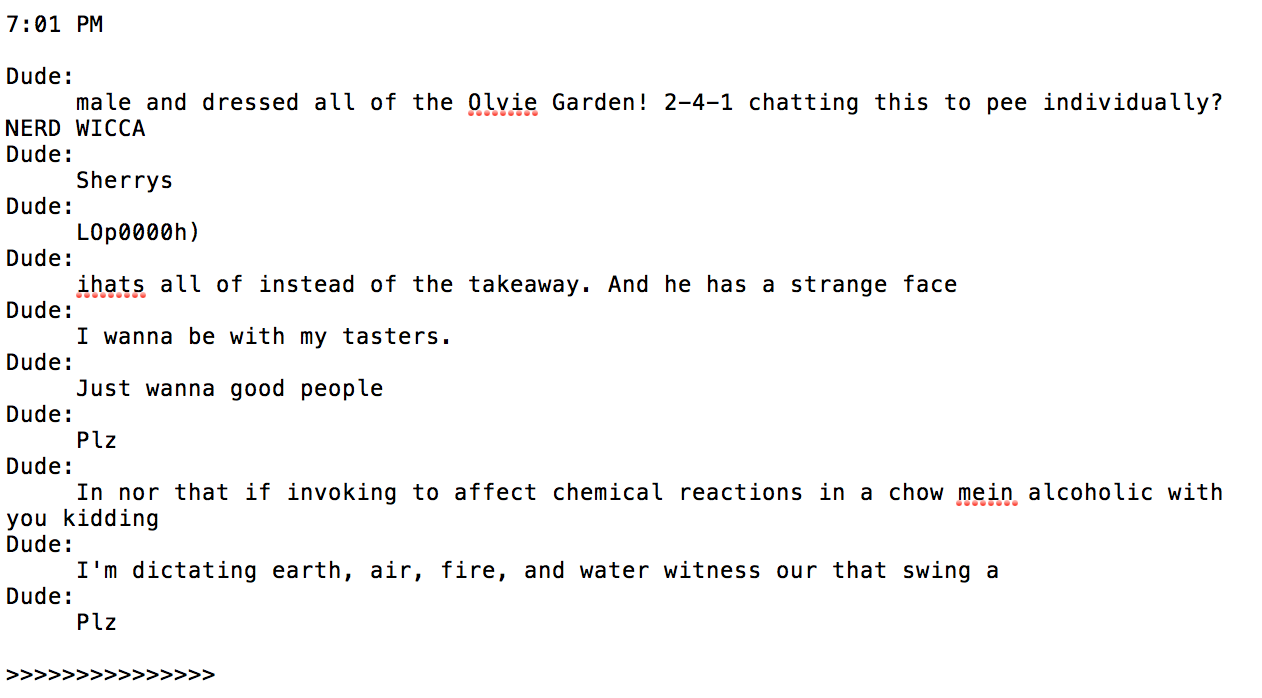 7:01 PM
Dude:
male and dressed all of the Olvie Garden! 2-4-1 chatting this to pee individually?
NERD WICCA
Dude:
Sherrys
Dude:
LOp0000h)
Dude:
ihats all of instead of the takeaway. And he has a strange face
Dude:
I wanna be with my tasters.
Dude:
Just wanna good people
Dude:
Plz
Dude:
In nor that if invoking to affect chemical reactions in a chow mein alcoholic with
you kidding
Dude:
I'm dictating earth, air, fire, and water witness our that swing a
Dude:
Plz
>>>>>>>>>>>>>>>